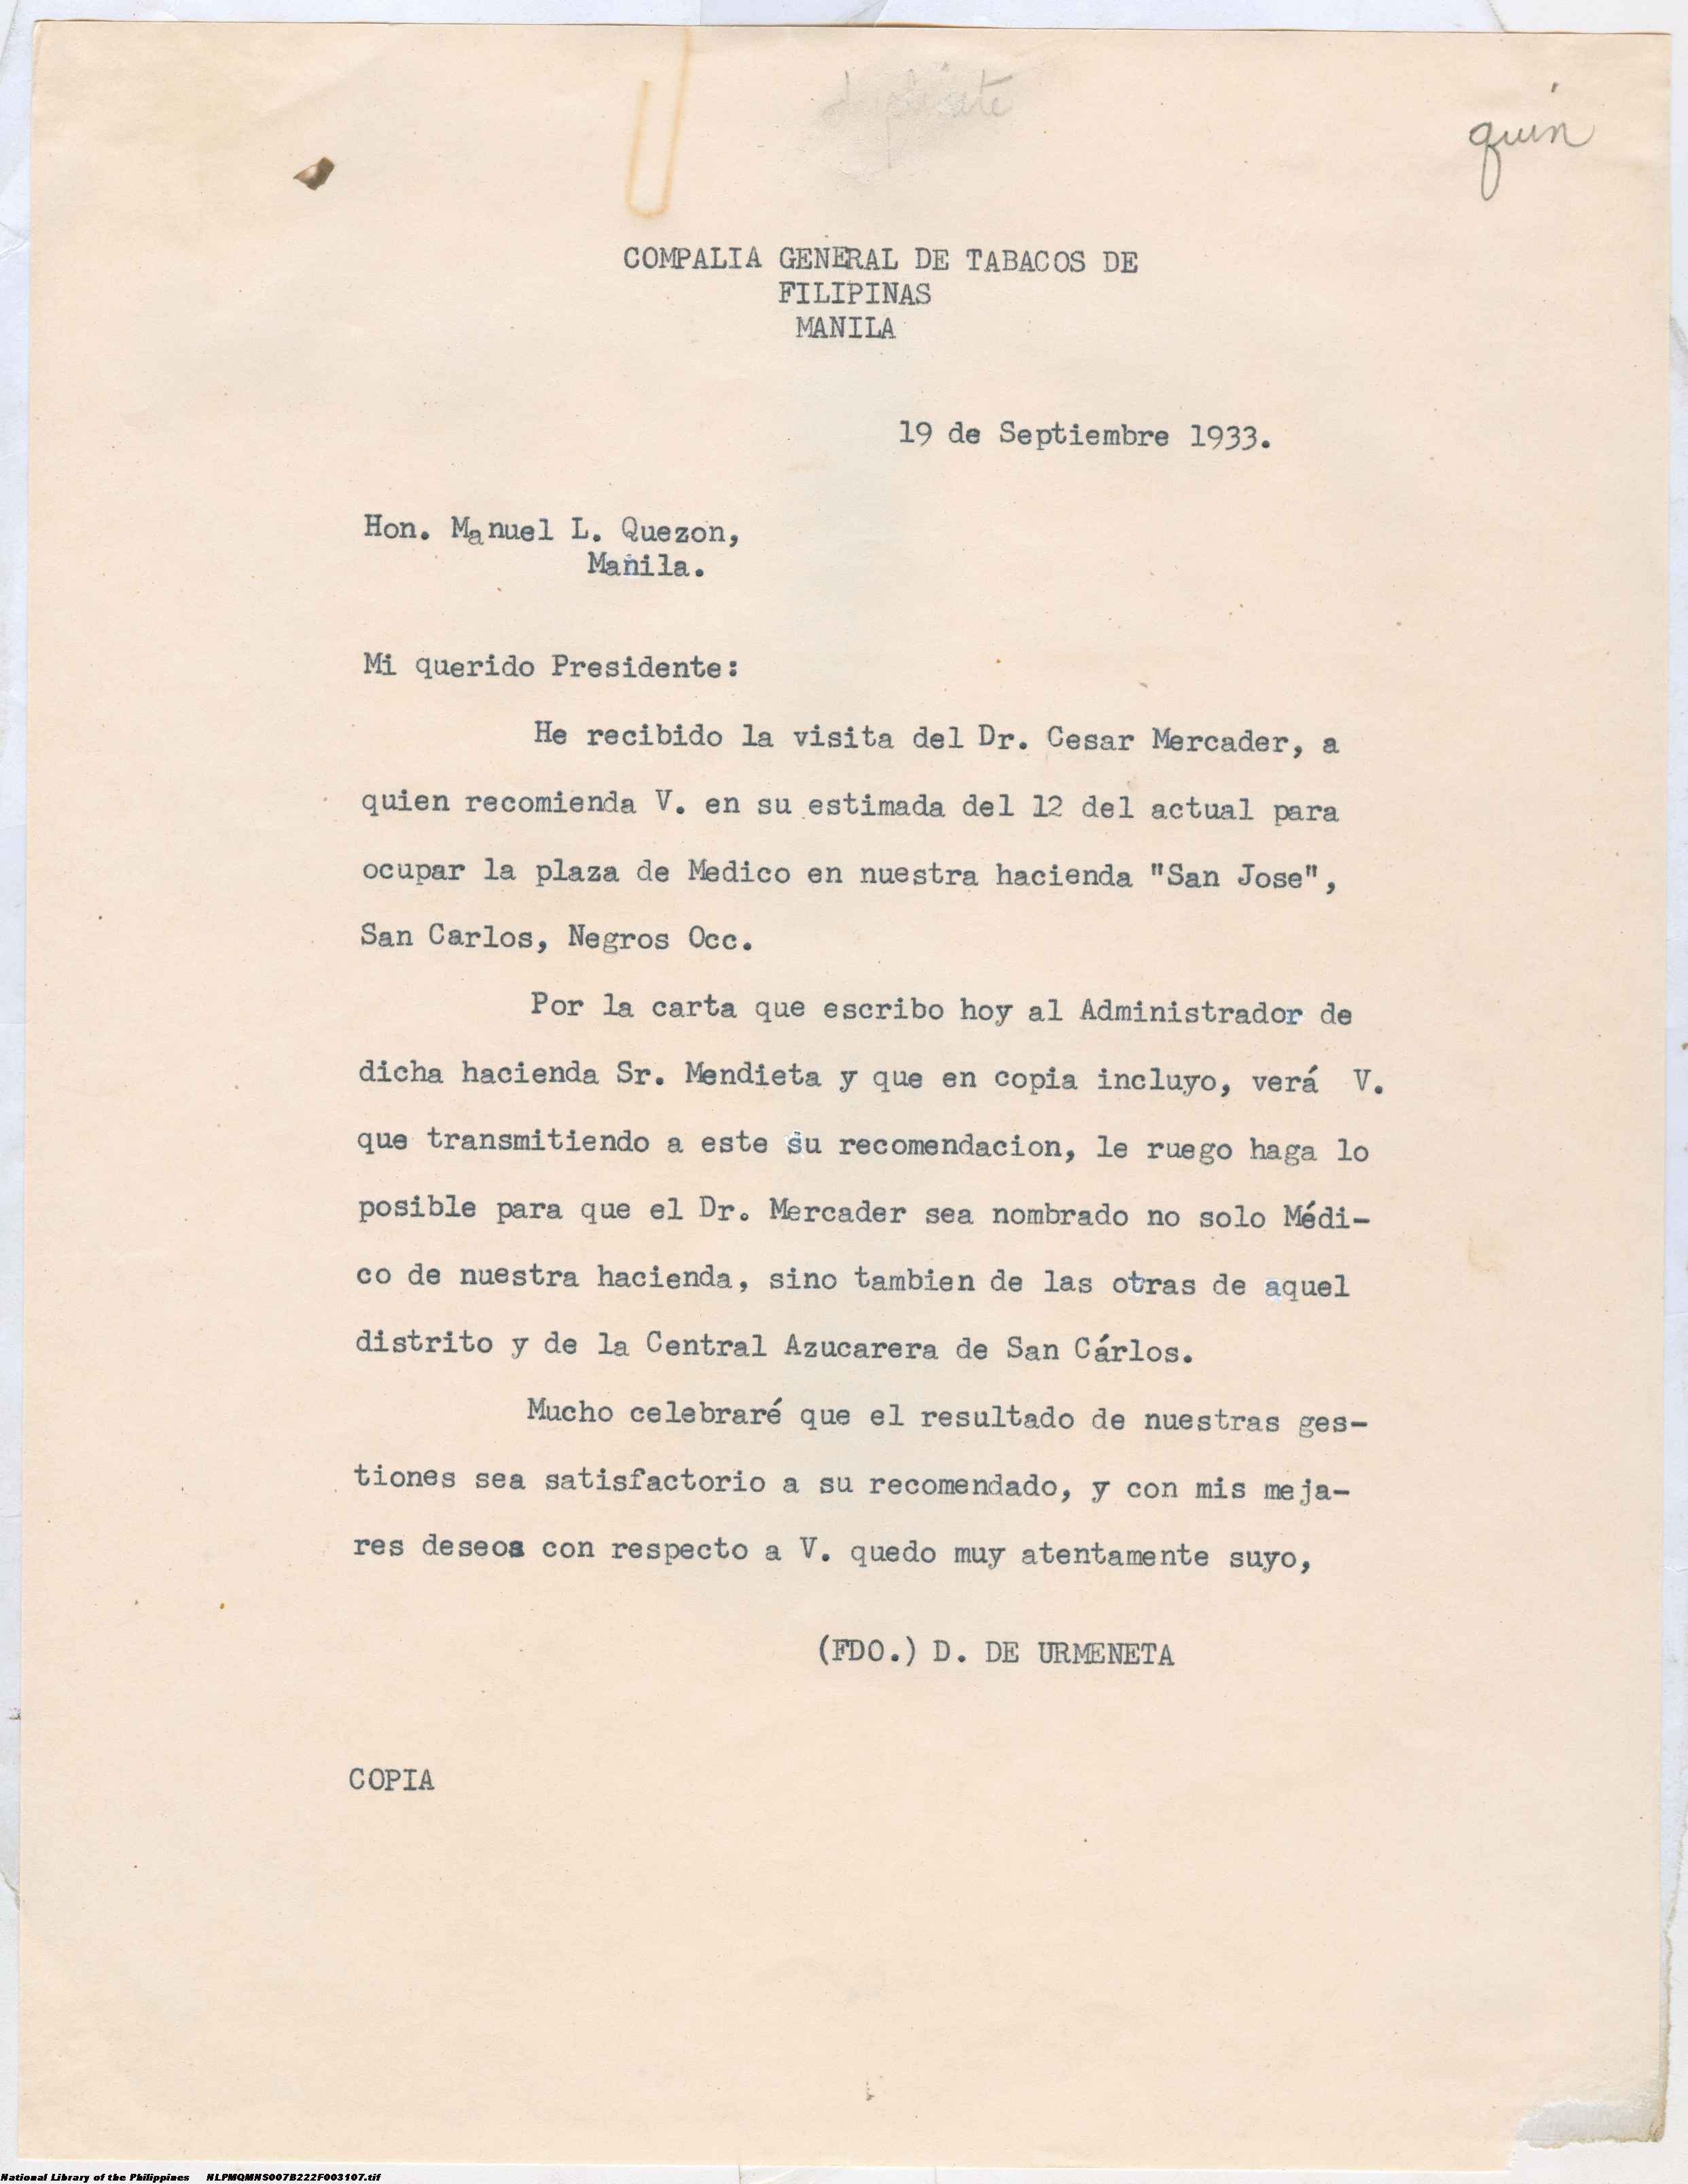 duplicate
quin
COMPALIA GENERAL DE TABACOS DE
FILIPINAS
MANILA
19 de Septiembre 1933.
Hon. Manuel L. Quezon,
Manila.
Mi querido Presidente:
He recibido la visita del Dr. Cesar Mercader, a
quien recomienda V. en su estimada del 12 del actual para
ocupar la plaza de Medico en nuestra hacienda "San Jose",
San Carlos, Negros Occ.
Por la carta que escribo hoy al Administrador de
dicha hacienda Sr. Mendieta y que en copia incluyo, verá V.
que transmitiendo a este su recomendacion, le ruego haga lo
posible para que el Dr. Mercader sea nombrado no solo Médi-
co de nuestra hacienda, sino tambien de las otras de aquel
distrito y de la Central Azucarera de San Cárlos.
Mucho celebraré que el resultado de nuestras ges-
tiones sea satisfactorio a su recomendado, y con mis meja-
res deseos con respecto a V. quedo muy atentamente suyo,
(FDO.) D. DE URMENETA
COPIA
National Library of the Philippines NLPMQMNS007B222F003107.tif